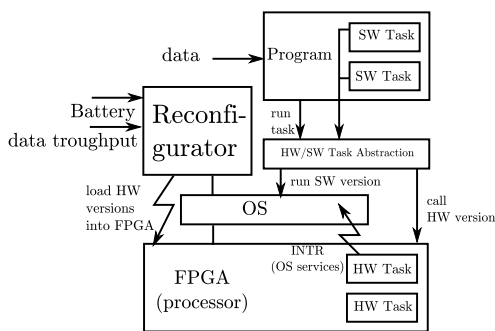 data
Program
SW Task
SW Task
Battery
data troughput
Reconfi-
gurator
run
task
HW/SW Task Abstraction
load HW
versions
into FPGA
run SW version
OS
call
HW version
INTR
(OS services)
FPGA
(processor)
HW Task
HW Task